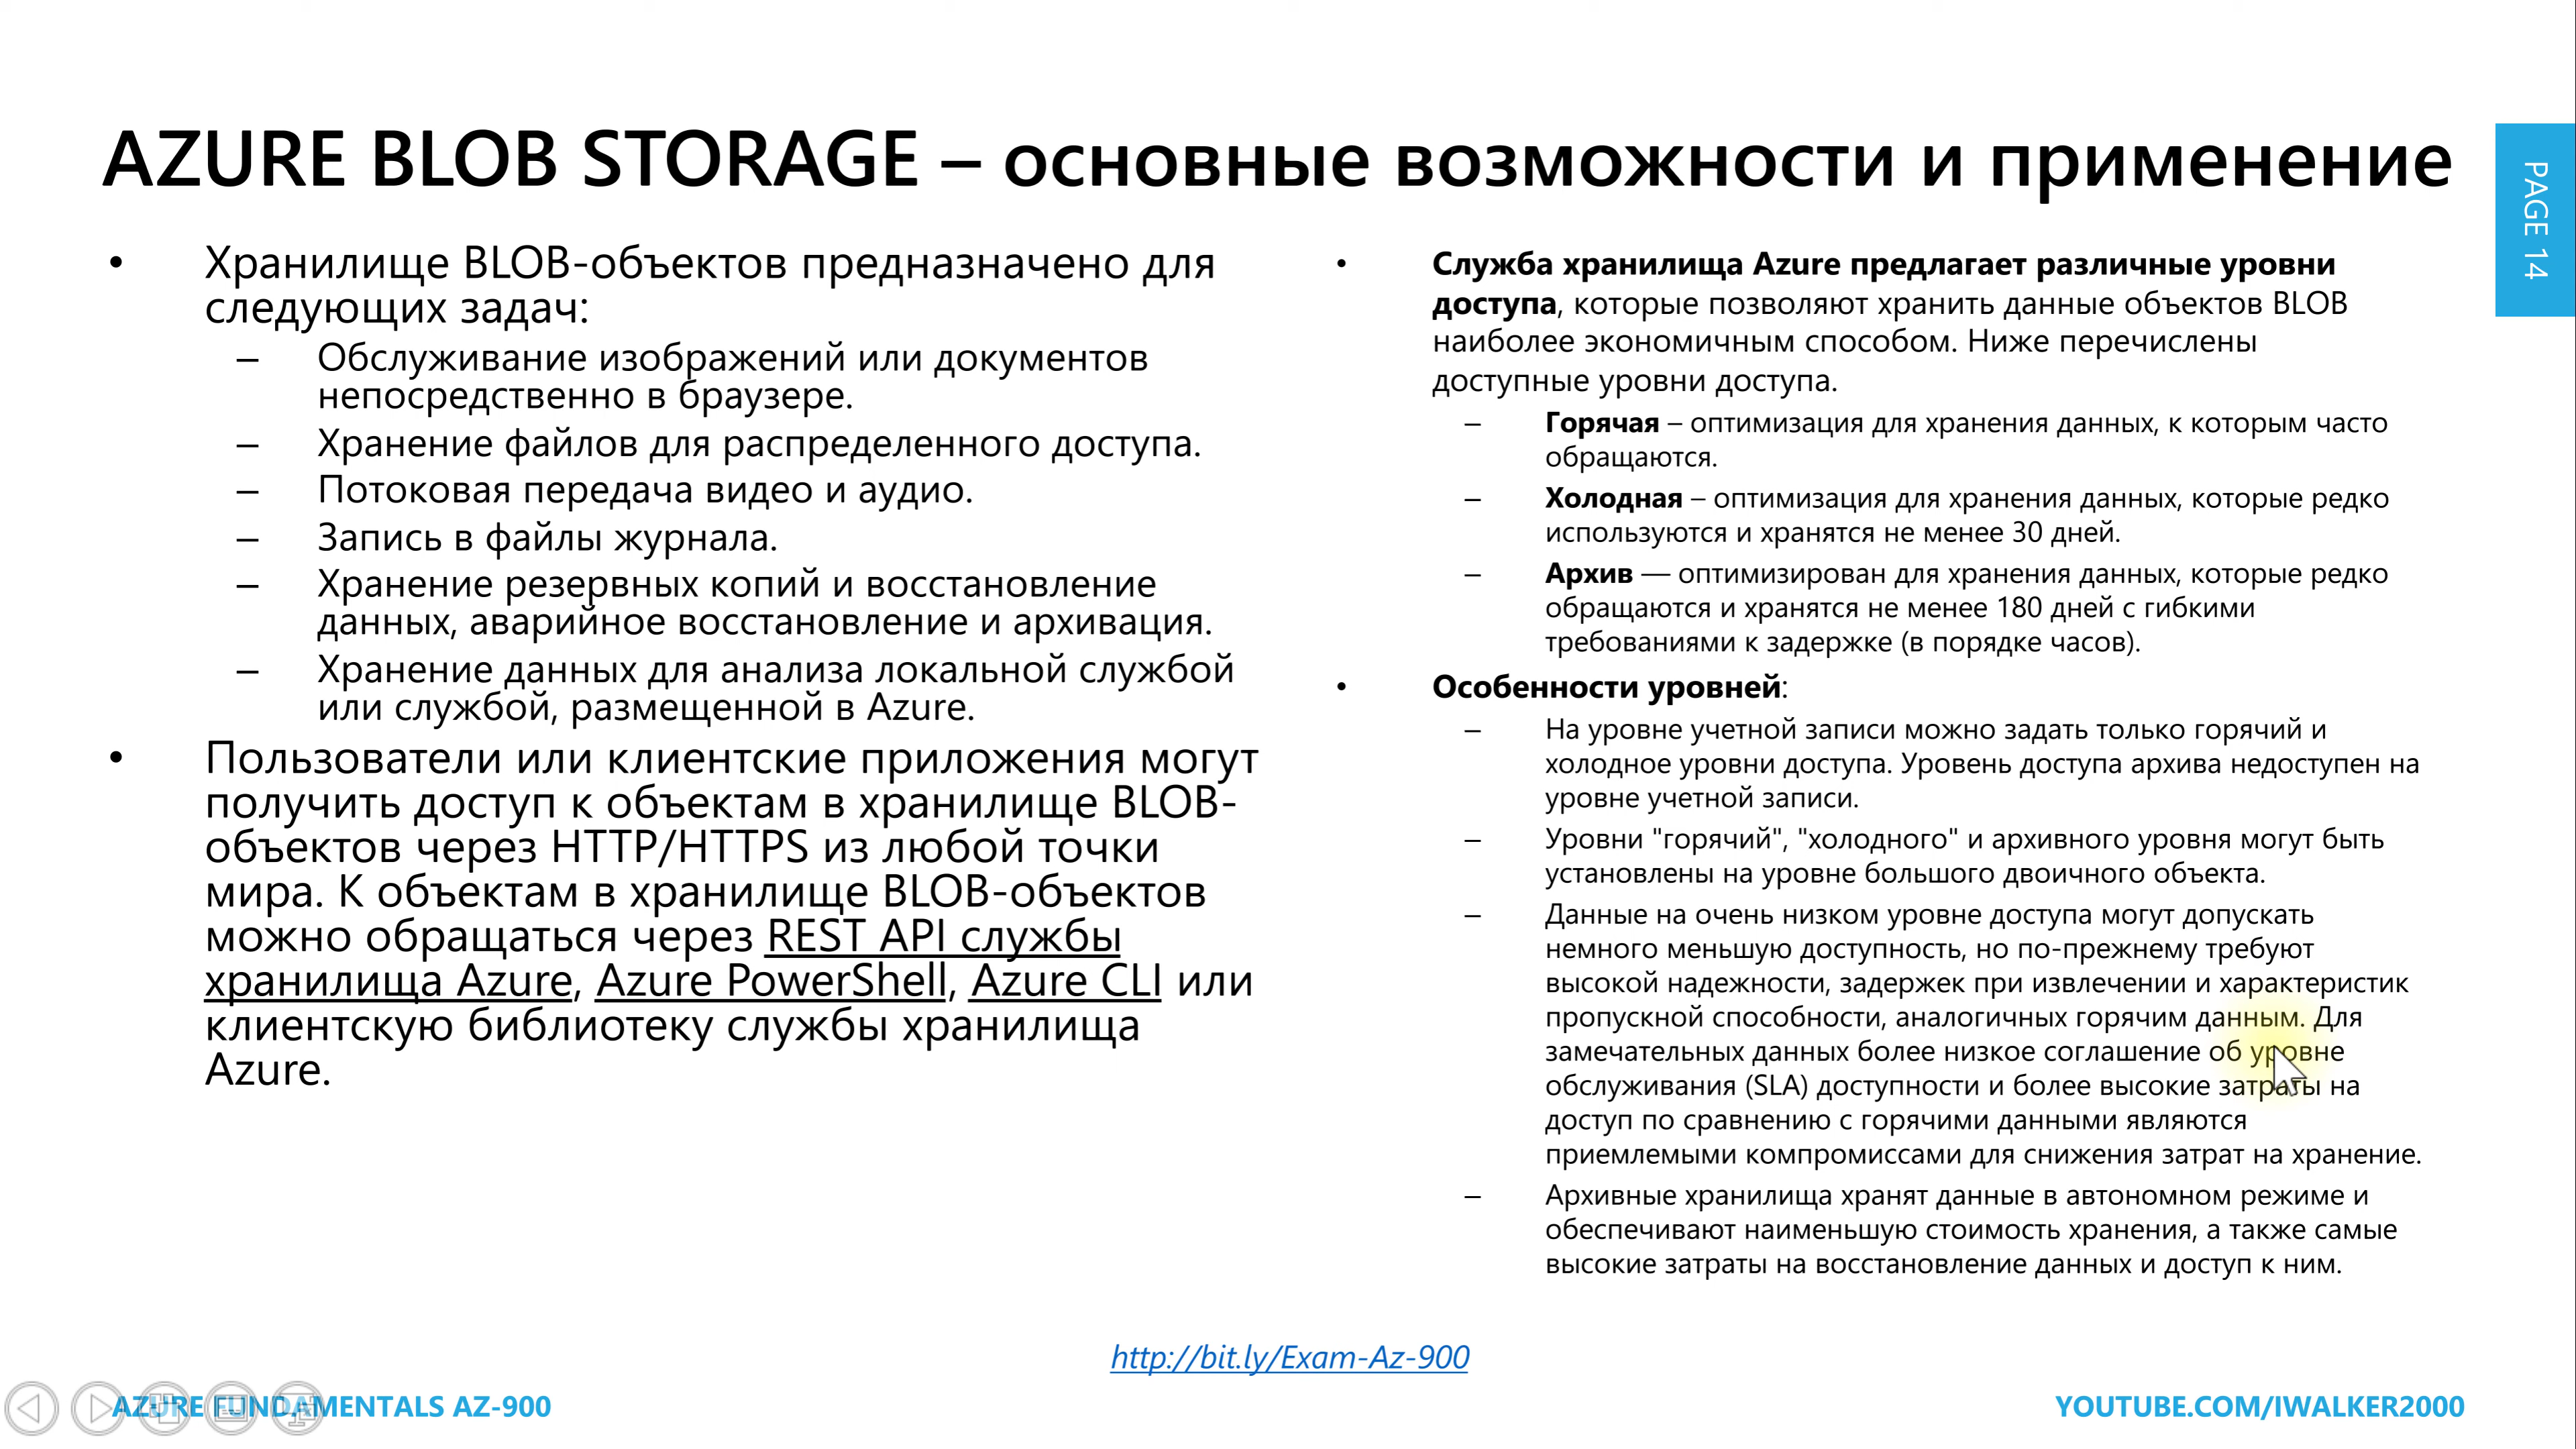 AZURE BLOB STORAGE – основные возможности и применение
PAGE 14
• Хранилище BLOB-объектов предназначено для
следующих задач:
– Обслуживание изображений или документов
непосредственно в браузере.
– Хранение файлов для распределенного доступа.
– Потоковая передача видео и аудио.
– Запись в файлы журнала.
– Хранение резервных копий и восстановление
данных, аварийное восстановление и архивация.
– Хранение данных для анализа локальной службой
или службой, размещенной в Azure.
• Пользователи или клиентские приложения могут
получить доступ к объектам в хранилище BLOB-
объектов через HTTP/HTTPS из любой точки
мира. К объектам в хранилище BLOB-объектов
можно обращаться через REST API службы
хранилища Azure, Azure PowerShell, Azure CLI или
клиентскую библиотеку службы хранилища
Azure.
• Служба хранилища Azure предлагает различные уровни
доступа, которые позволяют хранить данные объектов BLOB
наиболее экономичным способом. Ниже перечислены
доступные уровни доступа.
– Горячая – оптимизация для хранения данных, к которым часто
обращаются.
– Холодная – оптимизация для хранения данных, которые редко
используются и хранятся не менее 30 дней.
– Архив — оптимизирован для хранения данных, которые редко
обращаются и хранятся не менее 180 дней с гибкими
требованиями к задержке (в порядке часов).
• Особенности уровней:
– На уровне учетной записи можно задать только горячий и
холодное уровни доступа. Уровень доступа архива недоступен на
уровне учетной записи.
– Уровни "горячий", "холодного" и архивного уровня могут быть
установлены на уровне большого двоичного объекта.
– Данные на очень низком уровне доступа могут допускать
немного меньшую доступность, но по-прежнему требуют
высокой надежности, задержек при извлечении и характеристик
пропускной способности, аналогичных горячим данным. Для
замечательных данных более низкое соглашение об уровне
обслуживания (SLA) доступности и более высокие затраты на
доступ по сравнению с горячими данными являются
приемлемыми компромиссами для снижения затрат на хранение.
– Архивные хранилища хранят данные в автономном режиме и
обеспечивают наименьшую стоимость хранения, а также самые
высокие затраты на восстановление данных и доступ к ним.
http://bit.ly/Exam-Az-900
AZURE FUNDAMENTALS AZ-900
YOUTUBE.COM/IWALKER2000